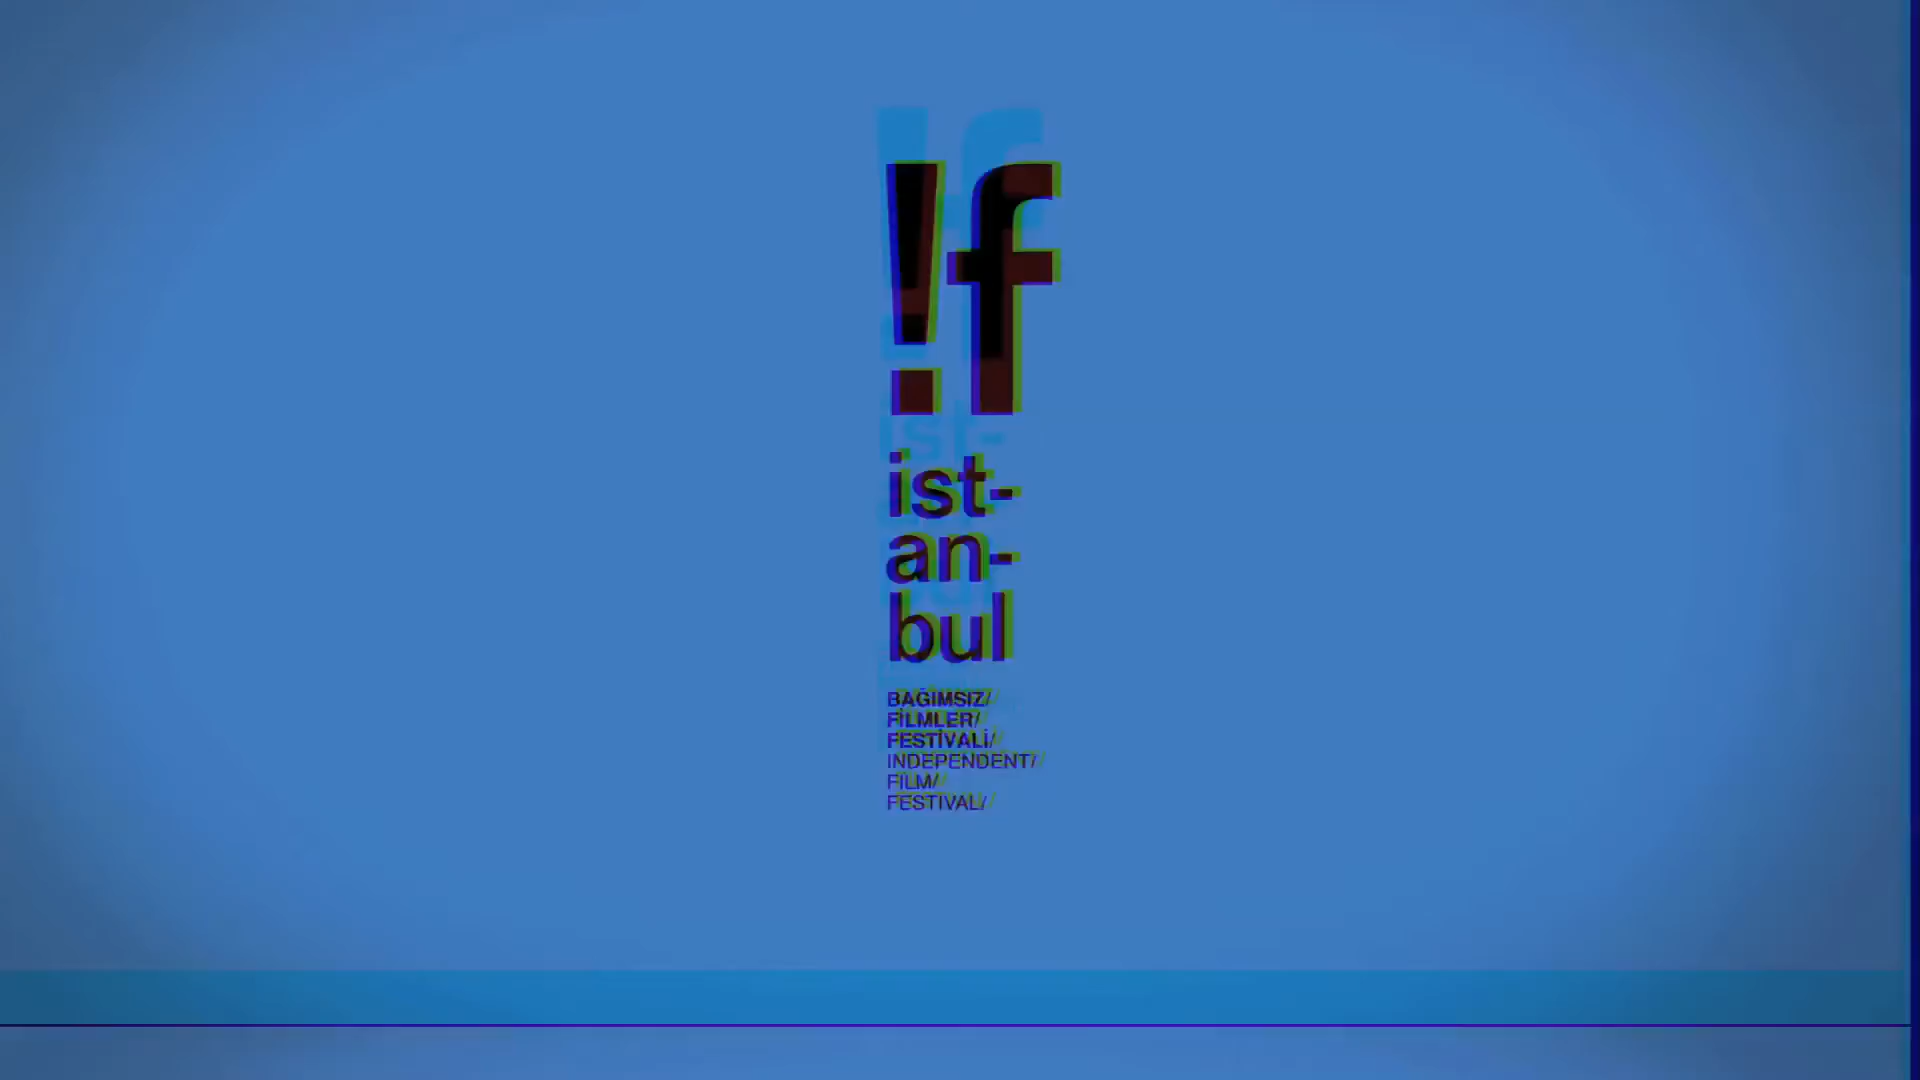 !f
ist-
an-
bul
BAĞIMSIZ/
FİLMLER/
FESTİVALİ/
INDEPENDENT/
FILM/
FESTIVAL/